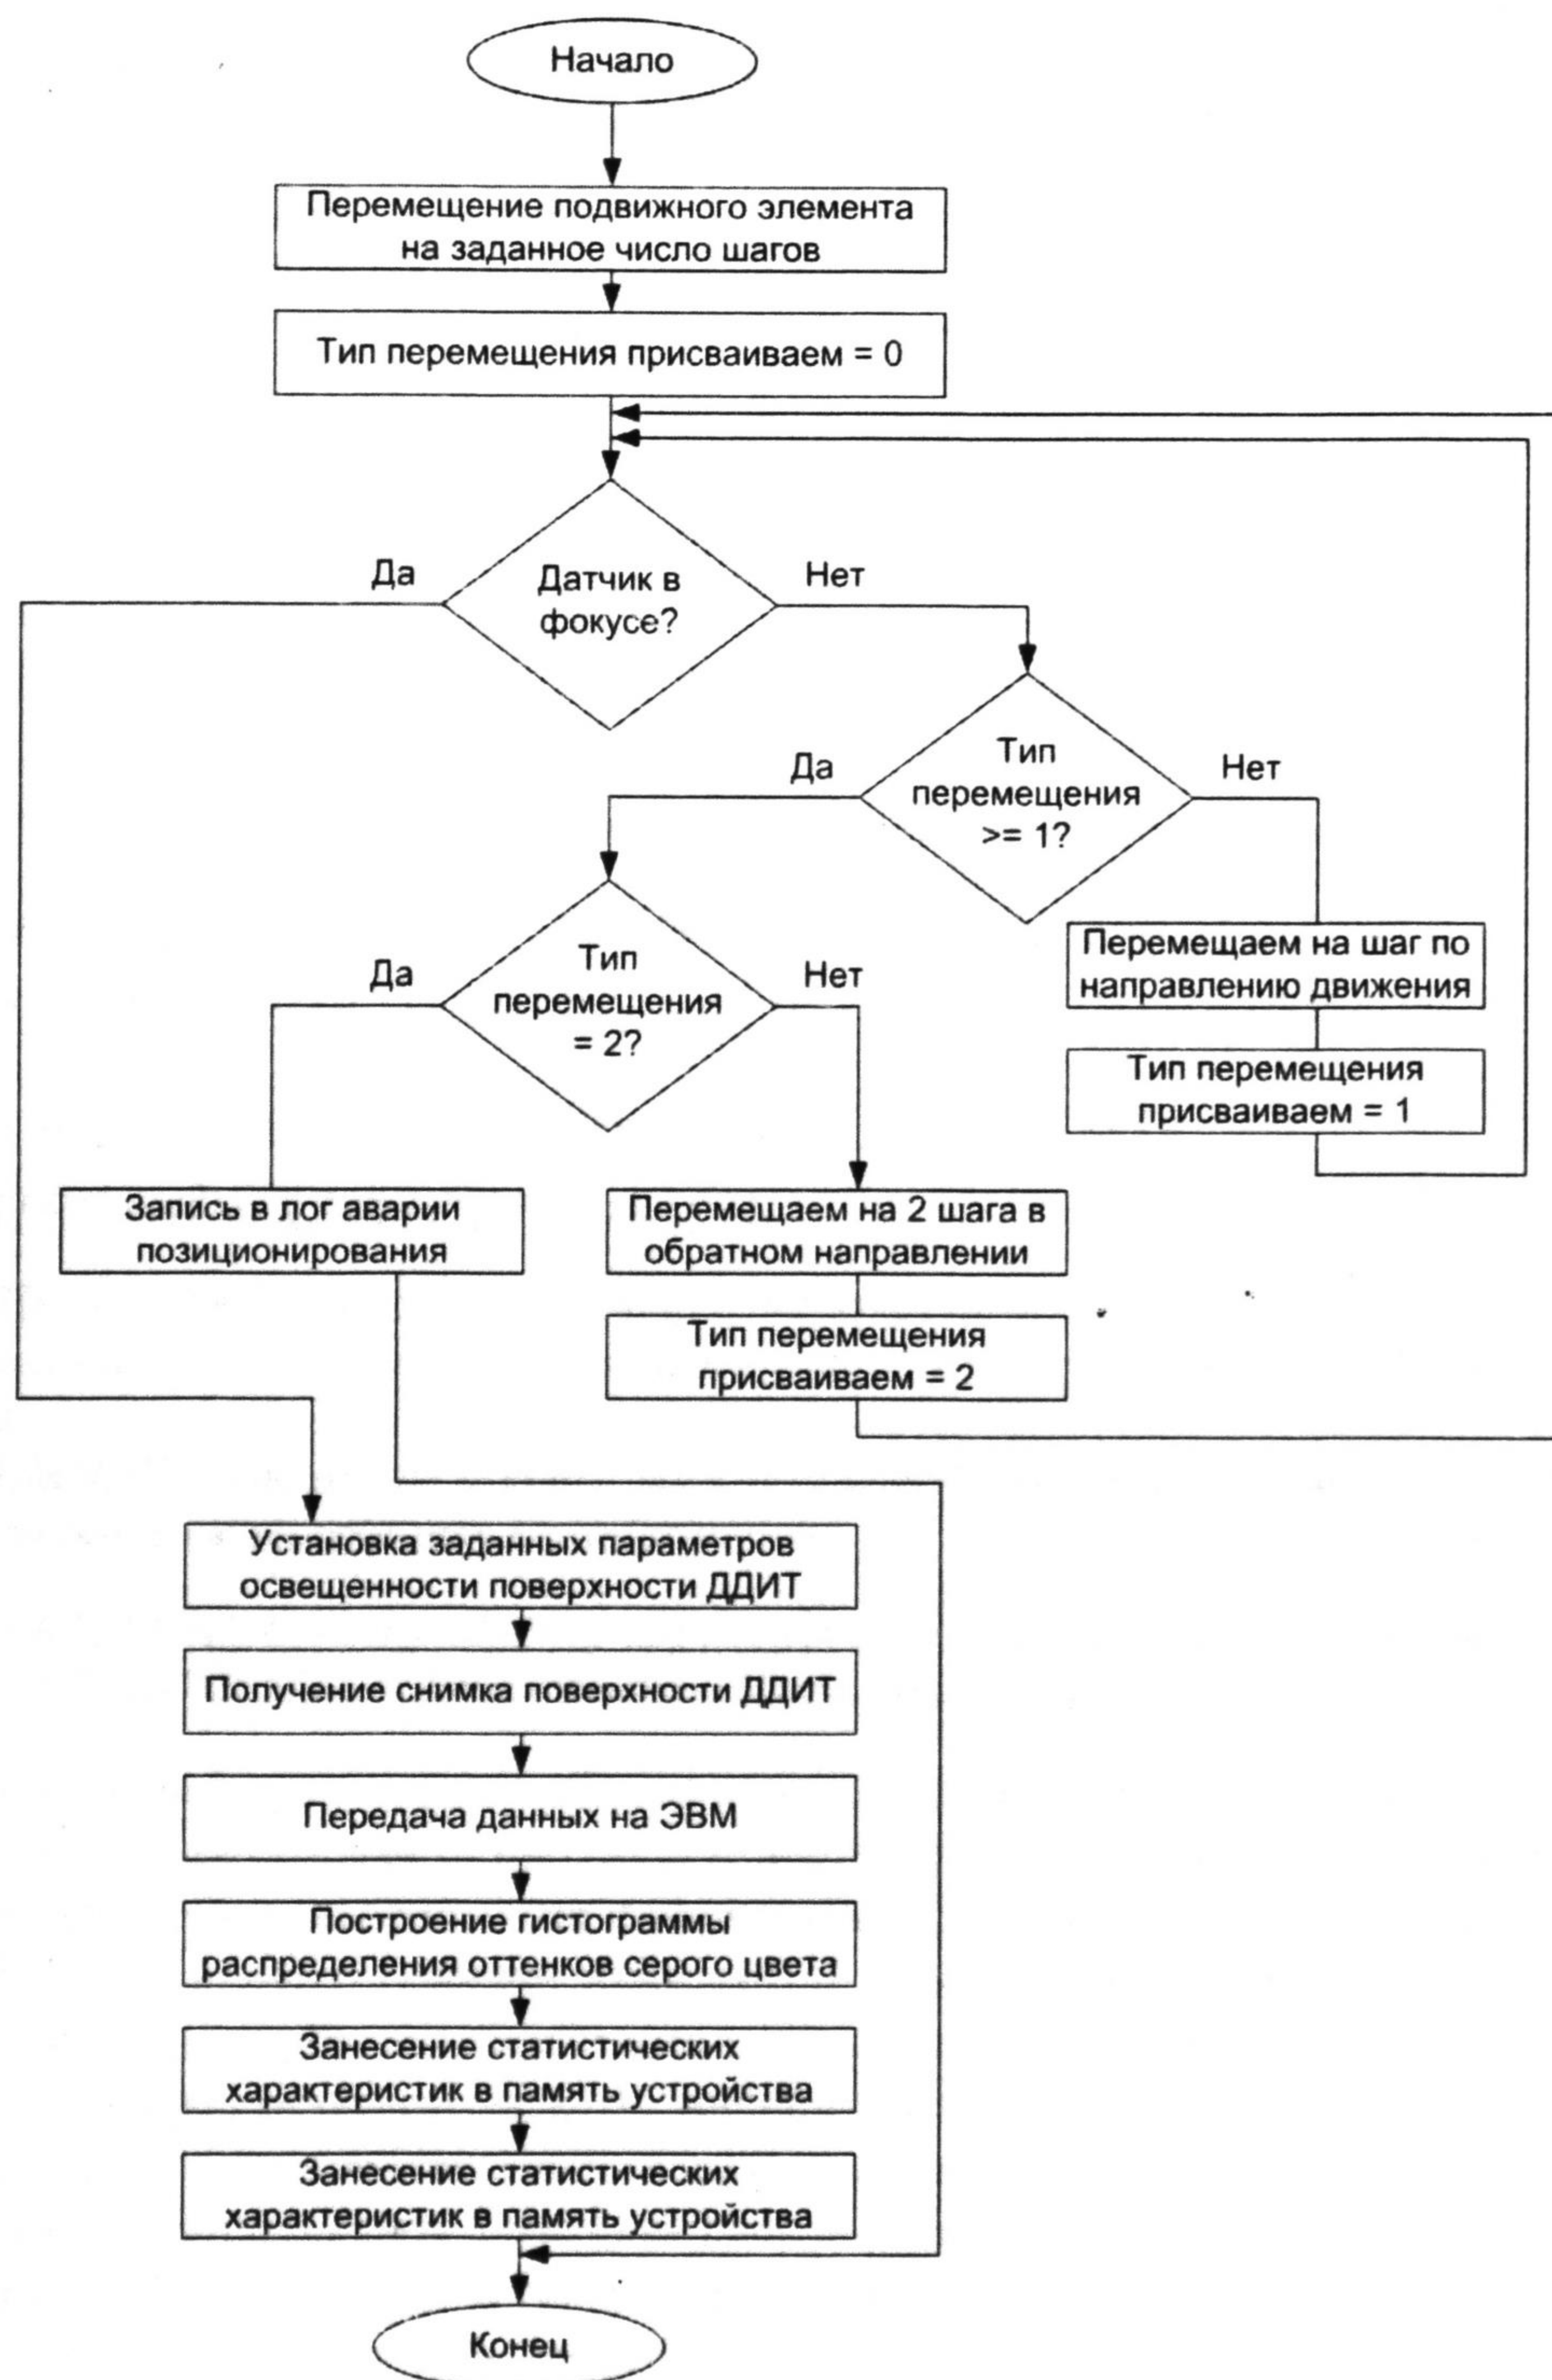 Начало
Перемещение подвижного элемента
на заданное число шагов
Тип перемещения присваиваем = 0
Да
Датчик в
фокусе?
Нет
Да
Тип
перемещения
>= 1?
Нет
Да
Тип
перемещения
= 2?
Нет
Перемещаем на шаг по
направлению движения
Тип перемещения
присваиваем = 1
Запись в лог аварии
позиционирования
Перемещаем на 2 шага в
обратном направлении
Тип перемещения
присваиваем = 2
Установка заданных параметров
освещенности поверхности ДДИТ
Получение снимка поверхности ДДИТ
Передача данных на ЭВМ
Построение гистограммы
распределения оттенков серого цвета
Занесение статистических
характеристик в память устройства
Занесение статистических
характеристик в память устройства
Конец